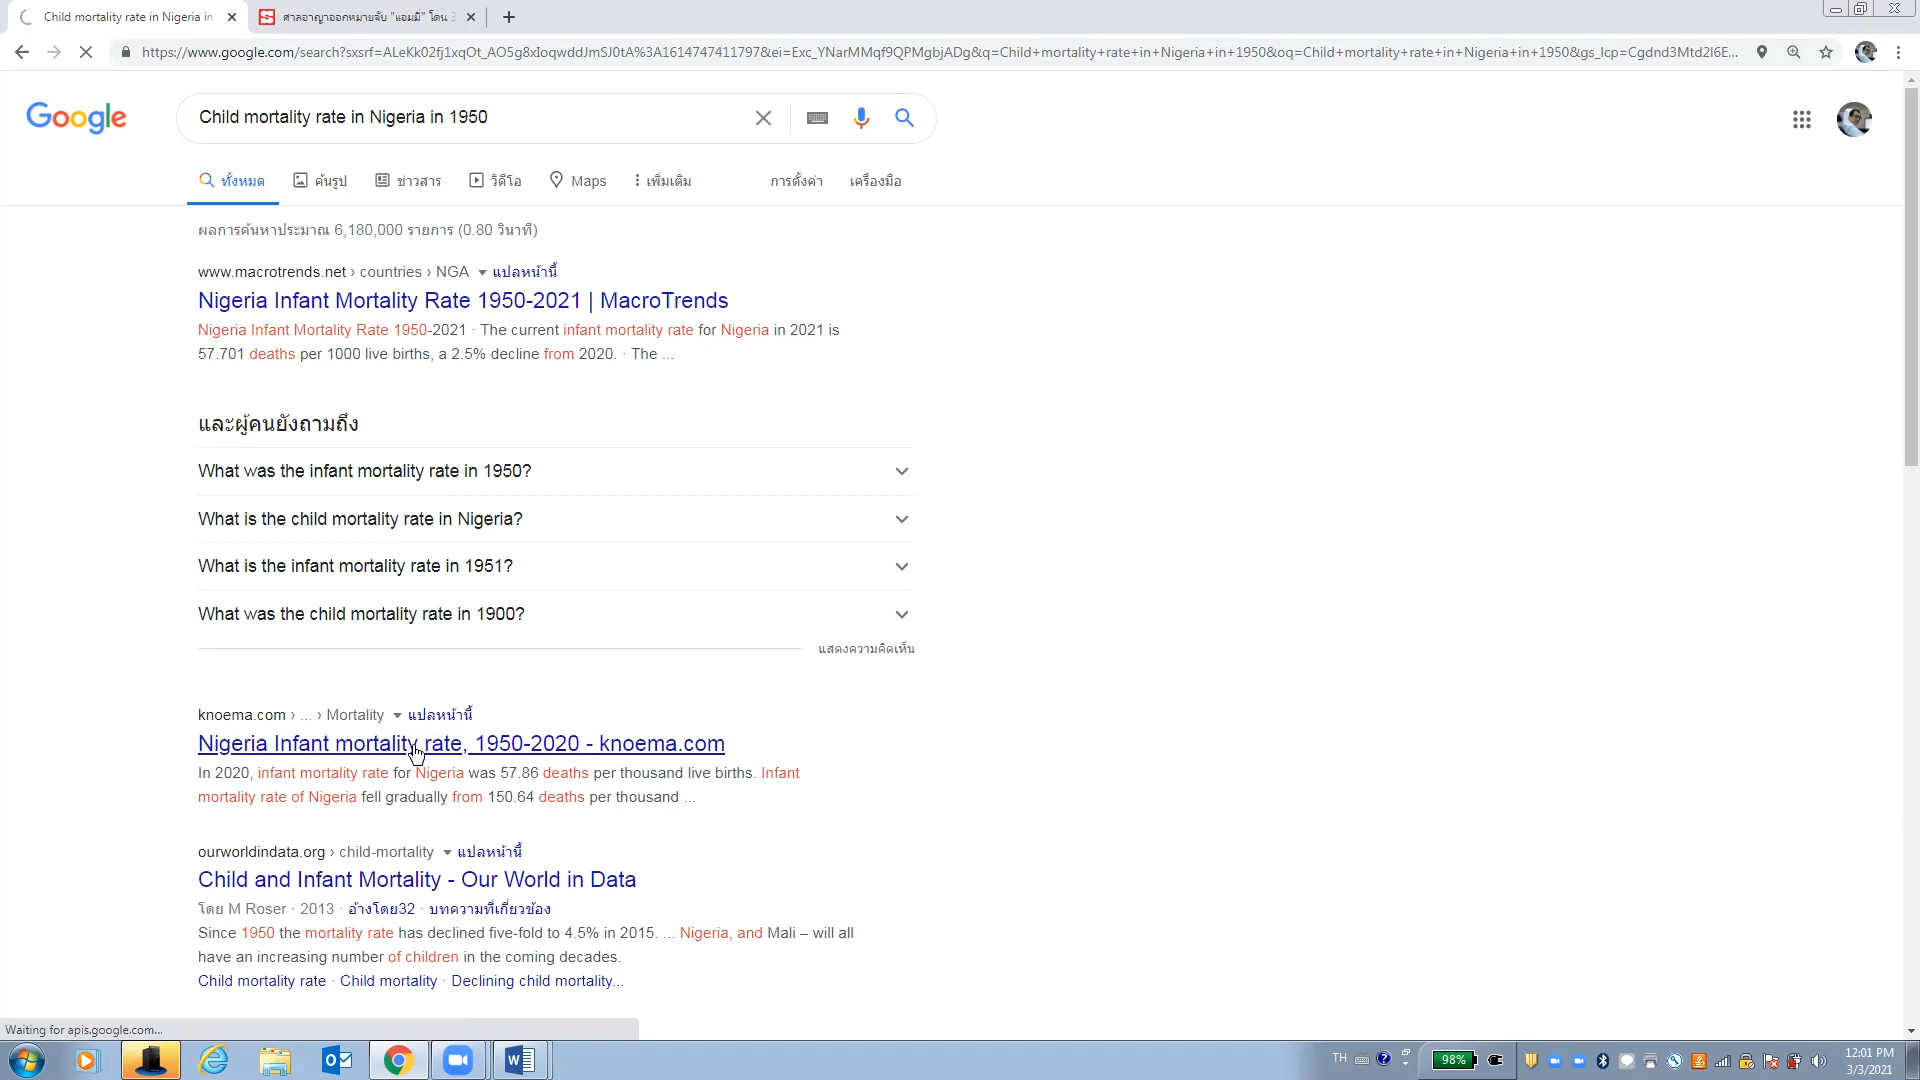 Child mortality rate in Nigeria in
ศาลอาญาออกหมายจับ "แอมมี่" โดน 3
https://www.google.com/search?sxsrf=ALeKk02fj1xqOt_AO5g8xIoqwddJmSJ0tA%3A1614747411797&ei=Exc_YNarMMqf9QPMgbjADg&q=Child+mortality+rate+in+Nigeria+in+1950&oq=Child+mortality+rate+in+Nigeria+in+1950&gs_lcp=Cgdnd3Mtd2l6E...
Google
Child mortality rate in Nigeria in 1950
ทั้งหมด ค้นรูป ข่าวสาร วิดีโอ Maps เพิ่มเติม การตั้งค่า เครื่องมือ
ผลการค้นหาประมาณ 6,180,000 รายการ (0.80 วินาที)
www.macrotrends.net › countries › NGA แปลหน้านี้
Nigeria Infant Mortality Rate 1950-2021 | MacroTrends
Nigeria Infant Mortality Rate 1950-2021 · The current infant mortality rate for Nigeria in 2021 is
57.701 deaths per 1000 live births, a 2.5% decline from 2020. · The ...
และผู้คนยังถามถึง
What was the infant mortality rate in 1950?
What is the child mortality rate in Nigeria?
What is the infant mortality rate in 1951?
What was the child mortality rate in 1900?
แสดงความคิดเห็น
knoema.com › ... › Mortality แปลหน้านี้
Nigeria Infant mortality rate, 1950-2020 - knoema.com
In 2020, infant mortality rate for Nigeria was 57.86 deaths per thousand live births. Infant
mortality rate of Nigeria fell gradually from 150.64 deaths per thousand ...
ourworldindata.org › child-mortality แปลหน้านี้
Child and Infant Mortality - Our World in Data
โดย M Roser · 2013 · อ้างโดย32 · บทความที่เกี่ยวข้อง
Since 1950 the mortality rate has declined five-fold to 4.5% in 2015. ... Nigeria, and Mali – will all
have an increasing number of children in the coming decades.
Child mortality rate · Child mortality · Declining child mortality...
Waiting for apis.google.com...
TH 98% 12:01 PM
3/3/2021